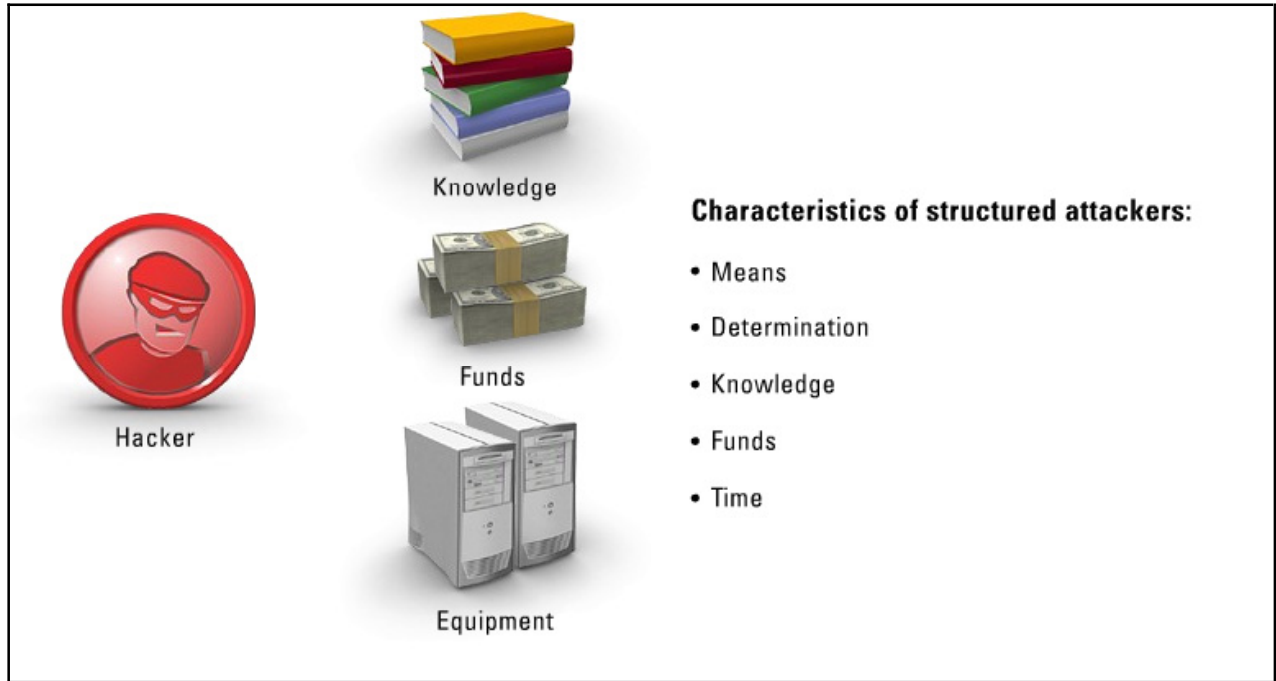 Knowledge
Funds
Equipment
Hacker
Characteristics of structured attackers:
• Means
• Determination
• Knowledge
• Funds
• Time